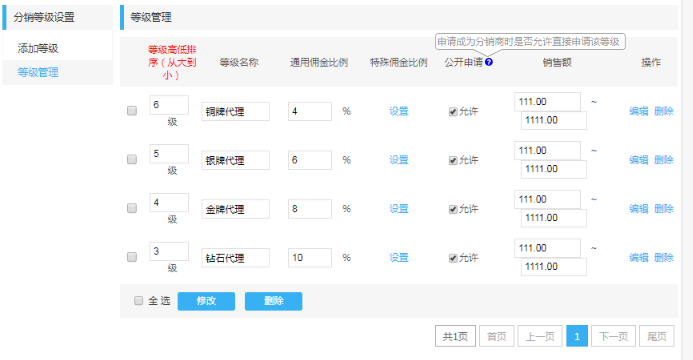 分销等级设置
添加等级
等级管理
等级管理
申请成为分销商时是否允许直接申请该等级
等级高低排序（从大到小） 等级名称 通用佣金比例 特殊佣金比例 公开申请? 销售额 操作
6 级 铜牌代理 4 % 设置 允许 111.00 ~ 1111.00 编辑 删除
5 级 银牌代理 6 % 设置 允许 111.00 ~ 1111.00 编辑 删除
4 级 金牌代理 8 % 设置 允许 111.00 ~ 1111.00 编辑 删除
3 级 钻石代理 10 % 设置 允许 111.00 ~ 1111.00 编辑 删除
全选 修改 删除
共1页 首页 上一页 1 下一页 尾页